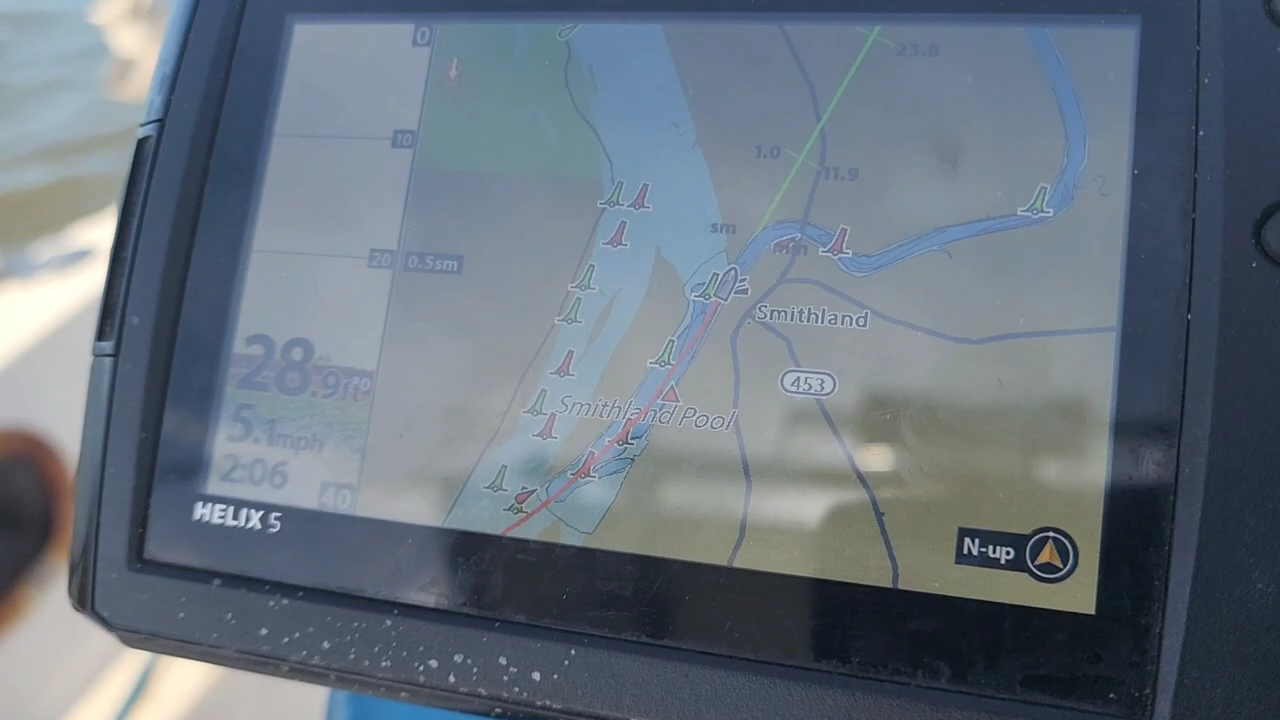 0
23.8
10
1.0
11.9
sm
20
0.5sm
Smithland
28.9ft
453
Smithland Pool
5.1mph
2:06
40
HELIX 5
N-up